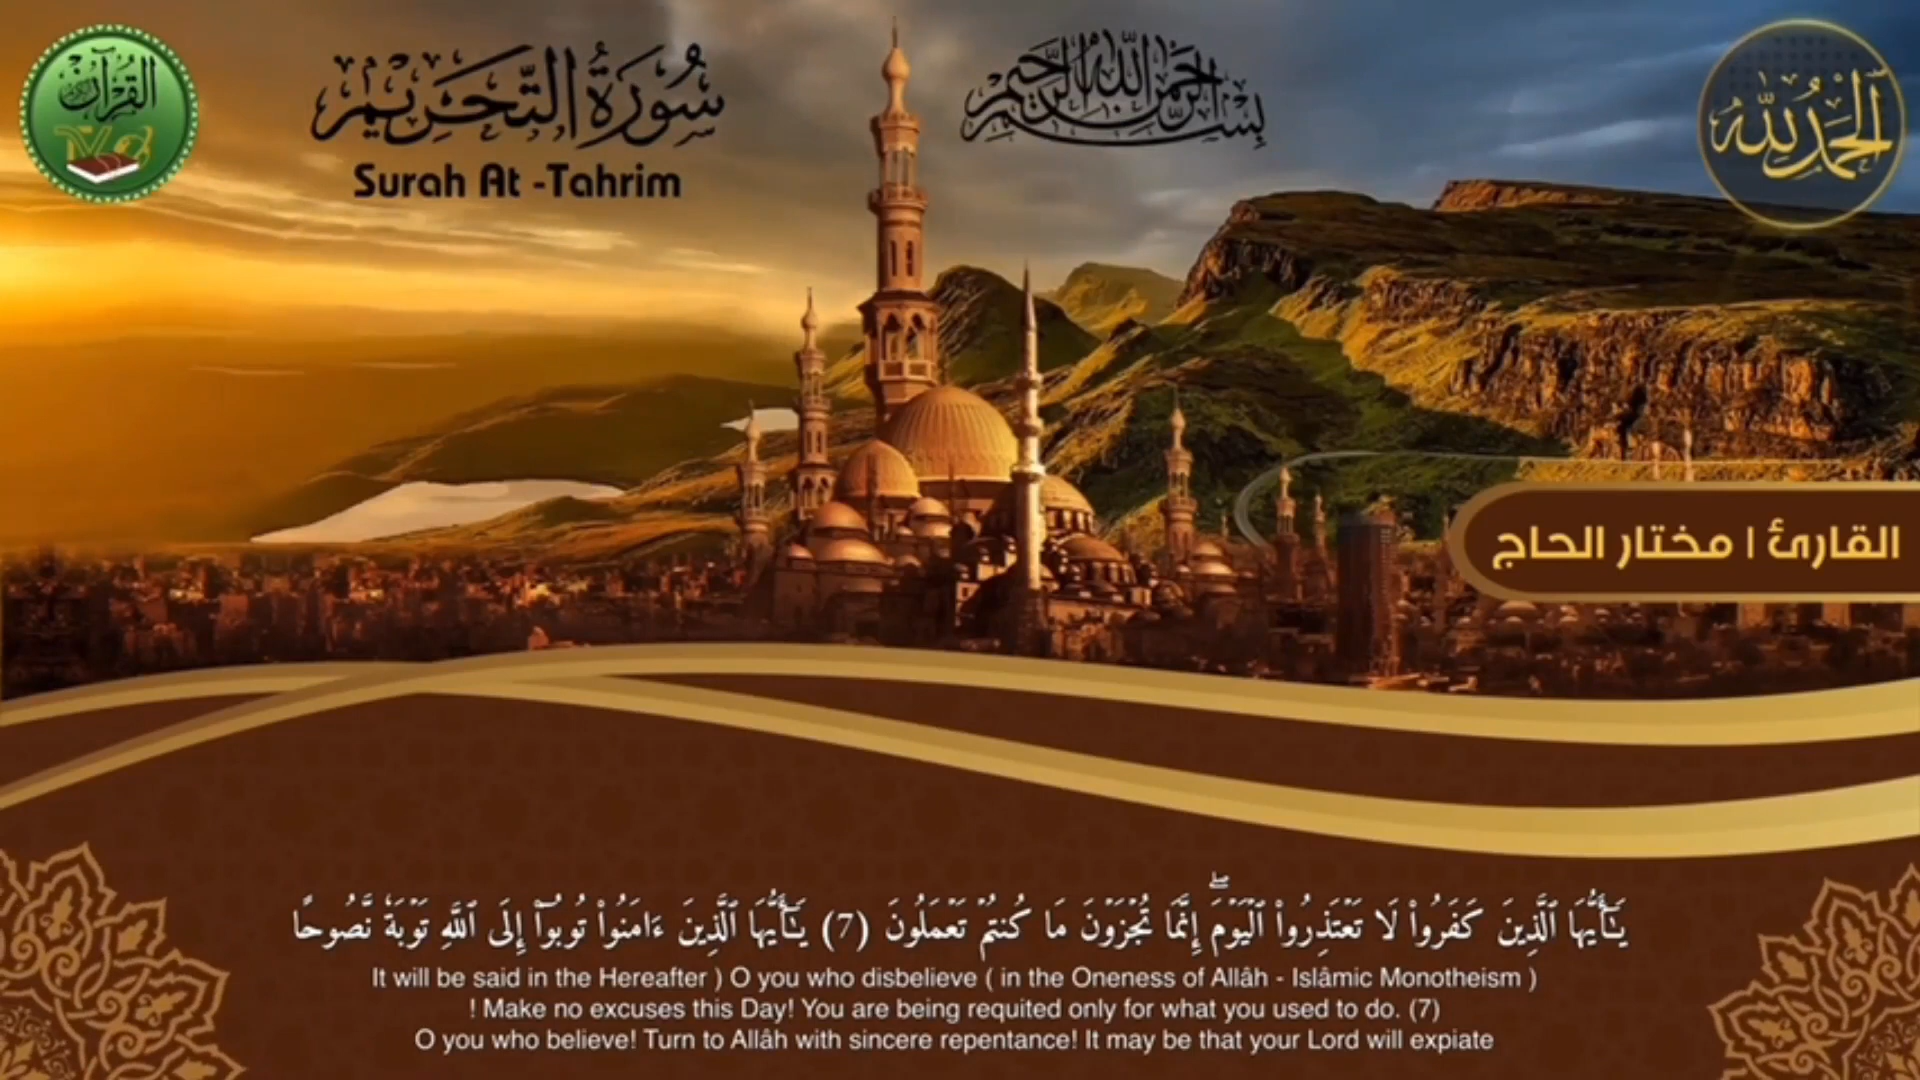 القرآن
الكريم
سُورَةُ التَّحْرِيمِ
Surah At -Tahrim
بِسْمِ اللَّهِ الرَّحْمَٰنِ الرَّحِيمِ
الْحَمْدُ لِلَّهِ
القارئ | مختار الحاج
يَـٰٓأَيُّهَا ٱلَّذِينَ كَفَرُواْ لَا تَعۡتَذِرُواْ ٱلۡيَوۡمَۖ إِنَّمَا تُجۡزَوۡنَ مَا كُنتُمۡ تَعۡمَلُونَ (7) يَـٰٓأَيُّهَا ٱلَّذِينَ ءَامَنُواْ تُوبُوٓاْ إِلَى ٱللَّهِ تَوۡبَةٗ نَّصُوحًا
It will be said in the Hereafter ) O you who disbelieve ( in the Oneness of Allâh - Islâmic Monotheism )
! Make no excuses this Day! You are being requited only for what you used to do. (7)
O you who believe! Turn to Allâh with sincere repentance! It may be that your Lord will expiate